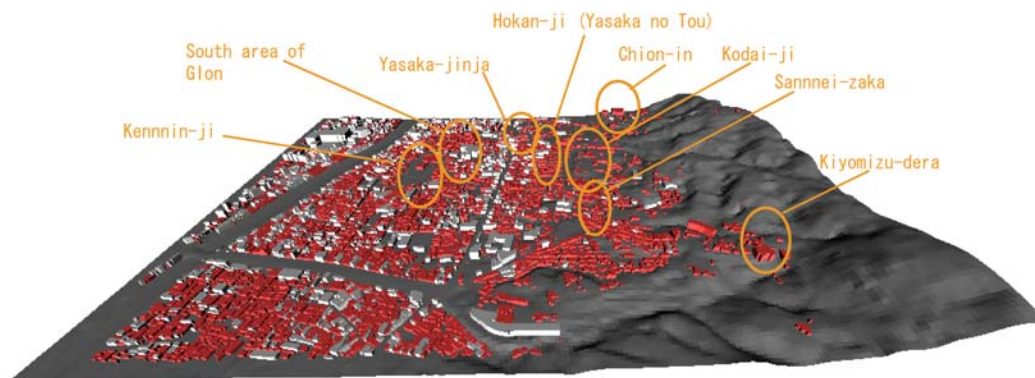 Hokan-ji (Yasaka no Tou)
South area of
Glon
Yasaka-jinja
Chion-in
Kodai-ji
Sannnei-zaka
Kennnin-ji
Kiyomizu-dera